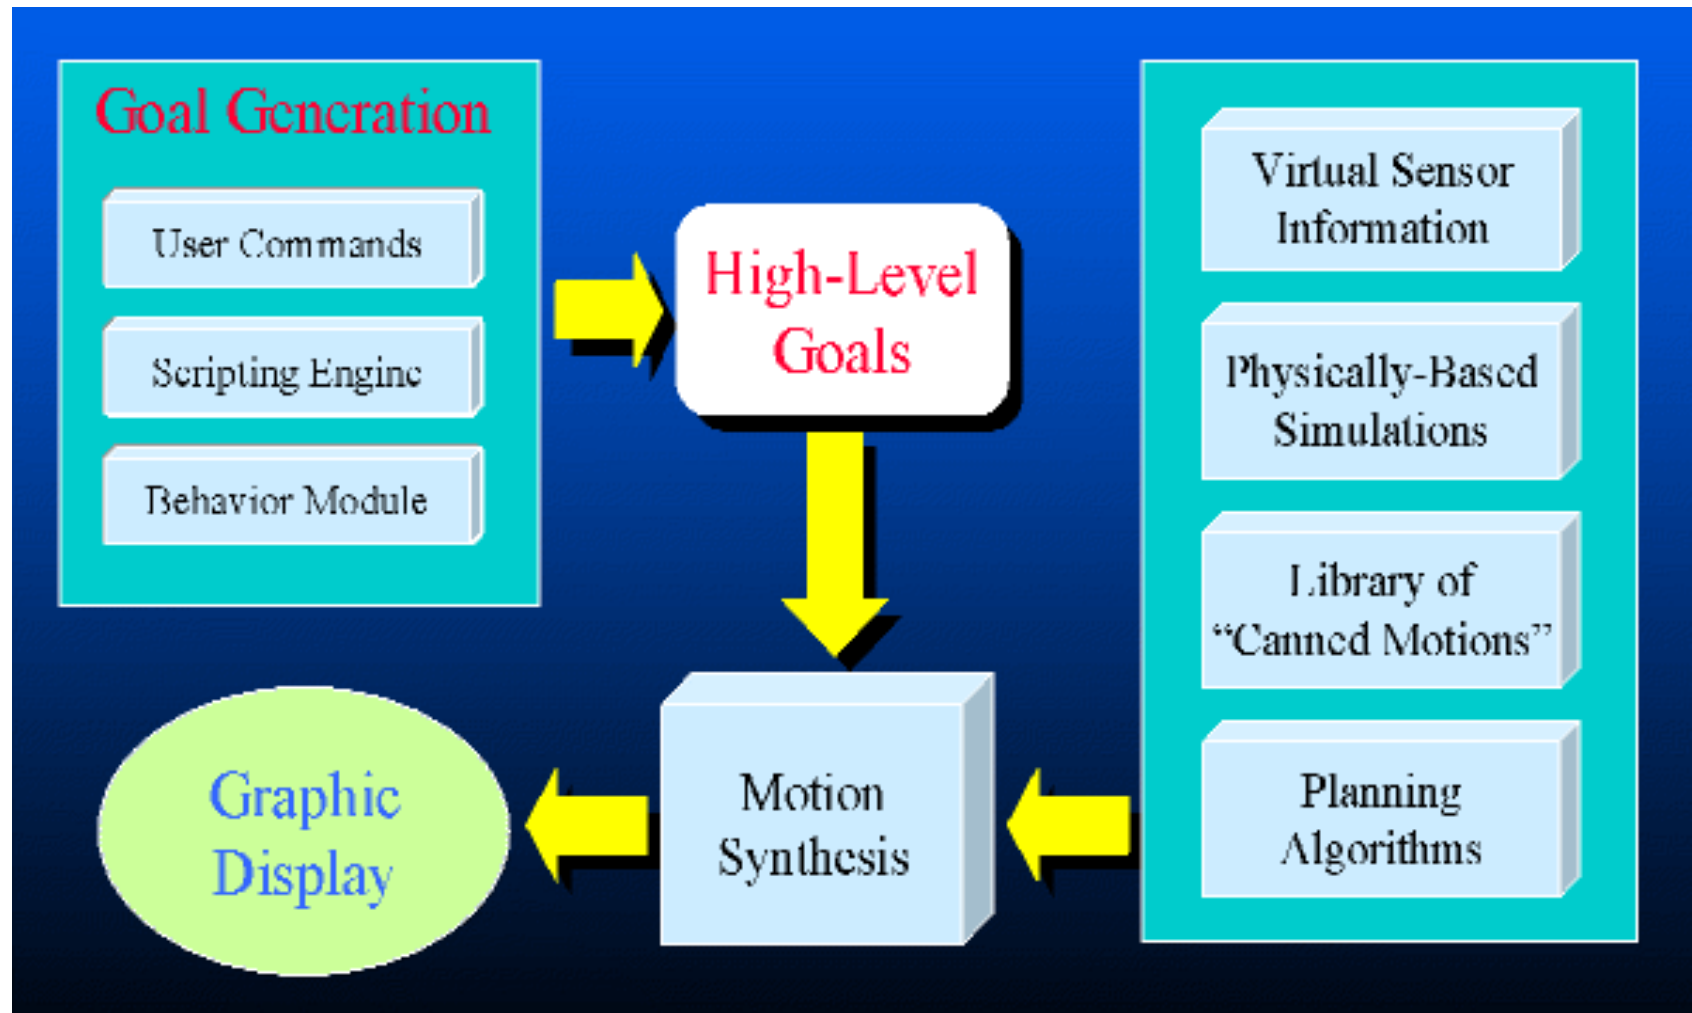 Goal Generation
User Commands
Scripting Engine
Behavior Module
High-Level
Goals
Virtual Sensor
Information
Physically-Based
Simulations
Library of
“Canned Motions”
Planning
Algorithms
Motion
Synthesis
Graphic
Display